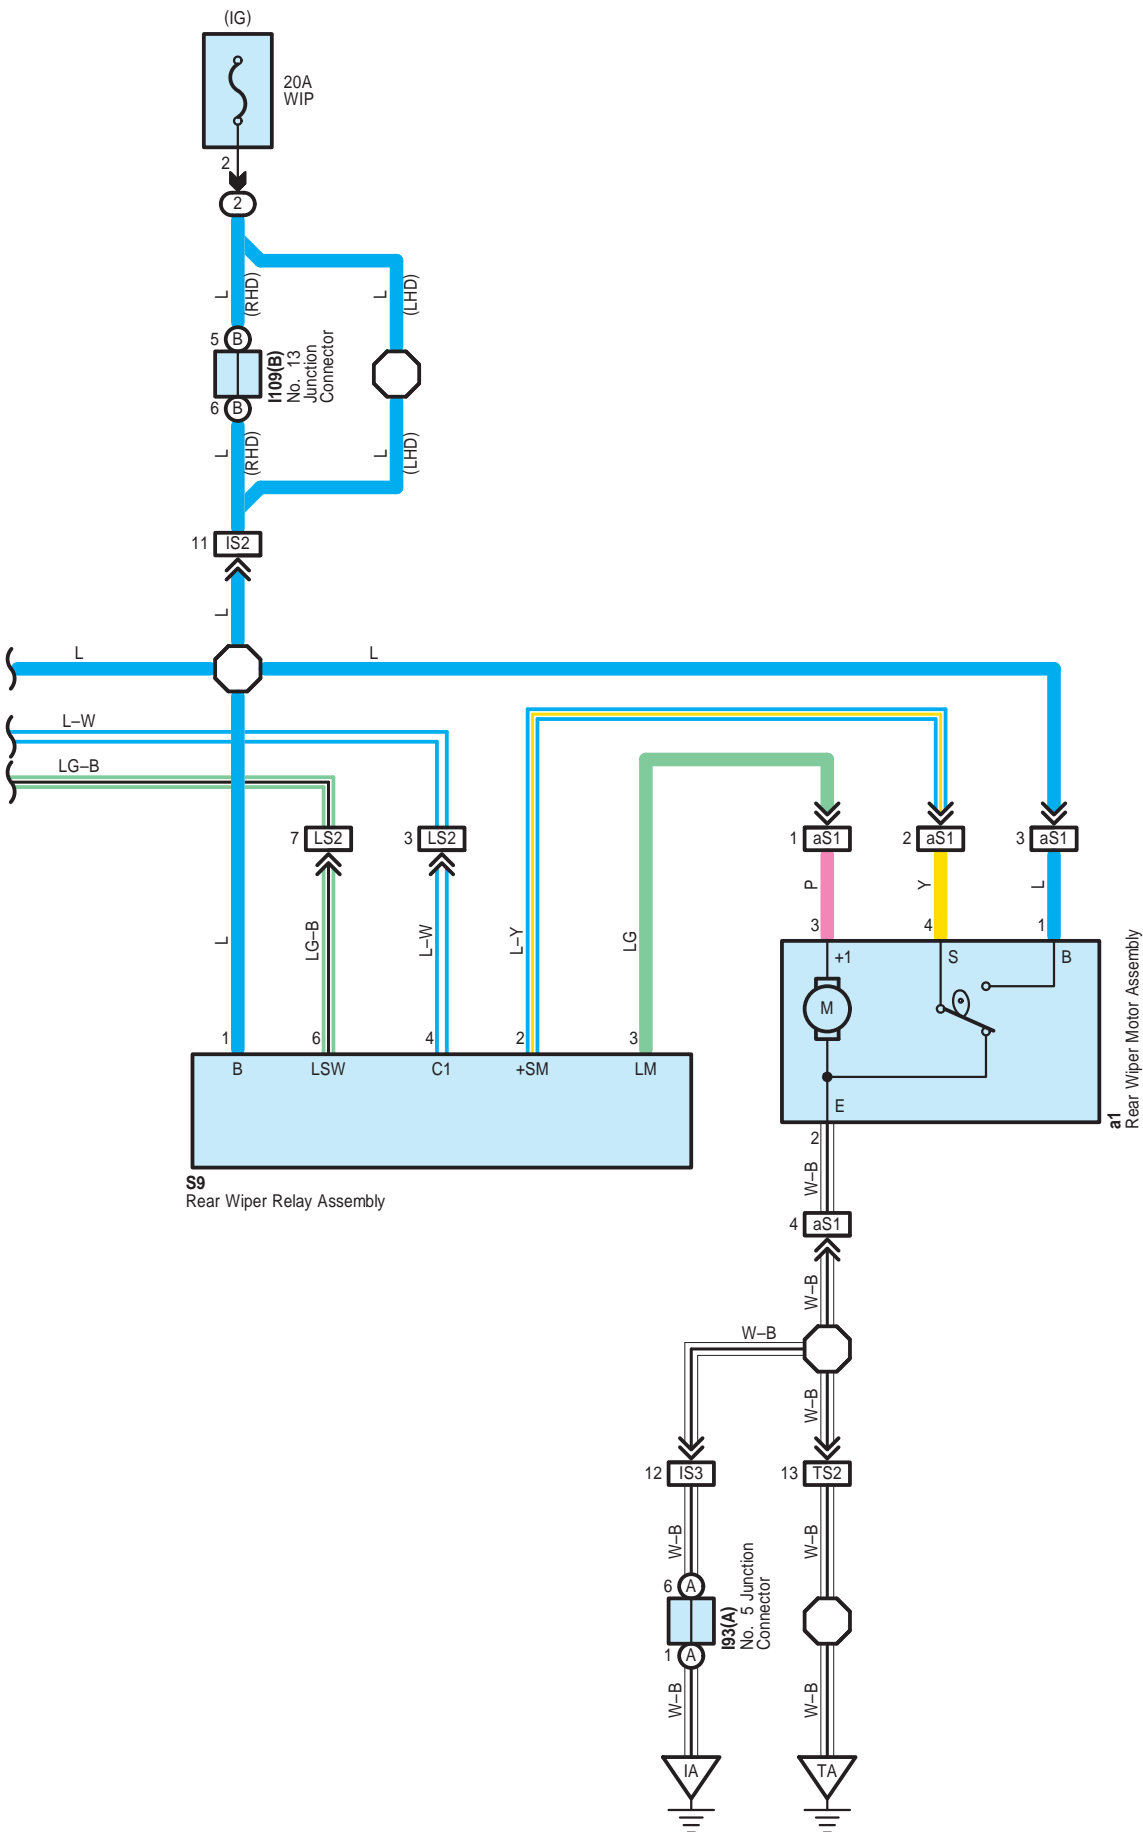 (IG)
20A
WIP
2
2
L
(RHD)
L
(LHD)
5
B
I109(B)
No. 13
Junction
Connector
6
B
L
(RHD)
L
(LHD)
11
IS2
L
L
L
L–W
LG–B
7
LS2
3
LS2
1
aS1
2
aS1
3
aS1
P
Y
L
L
LG–B
L–W
L–Y
LG
3
4
1
+1
S
B
M
E
a1
Rear Wiper Motor Assembly
1
6
4
2
3
B
LSW
C1
+SM
LM
S9
Rear Wiper Relay Assembly
2
W–B
4
aS1
W–B
W–B
W–B
12
IS3
13
TS2
W–B
W–B
6
A
I93(A)
No. 5 Junction
Connector
1
A
W–B
W–B
IA
TA